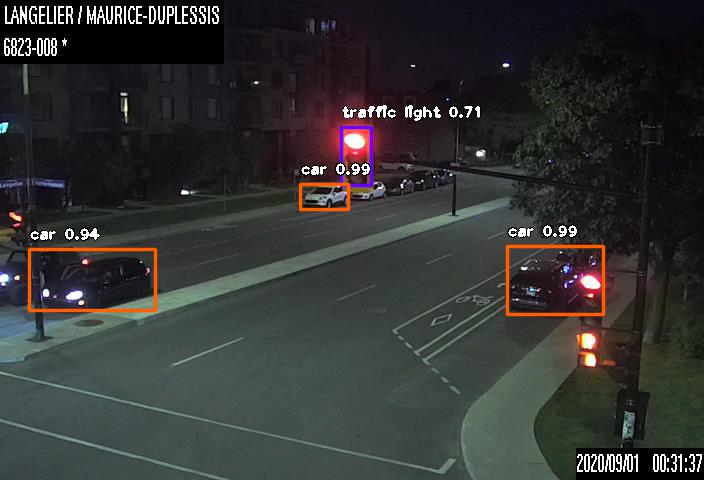 LANGELIER / MAURICE-DUPLESSIS
6823-008 *
traffic light 0.71
car 0.99
car 0.94
car 0.99
Langelier
2020/09/01 00:31:37